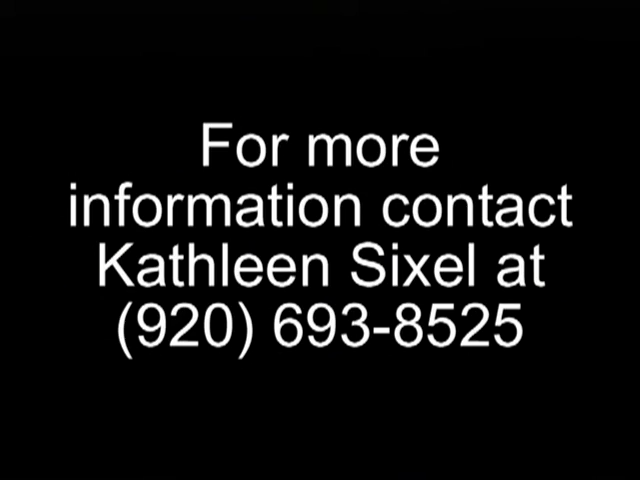 For more
information contact
Kathleen Sixel at
(920) 693-8525